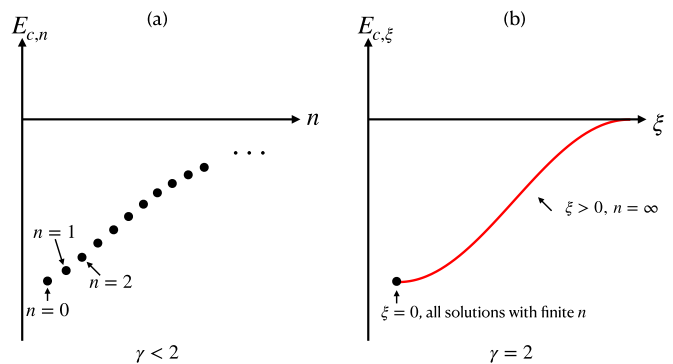 (a)
(b)
E_{c,n}
E_{c,ξ}
n
ξ
. . .
n = 1
n = 2
n = 0
ξ > 0, n = ∞
ξ = 0, all solutions with finite n
γ < 2
γ = 2